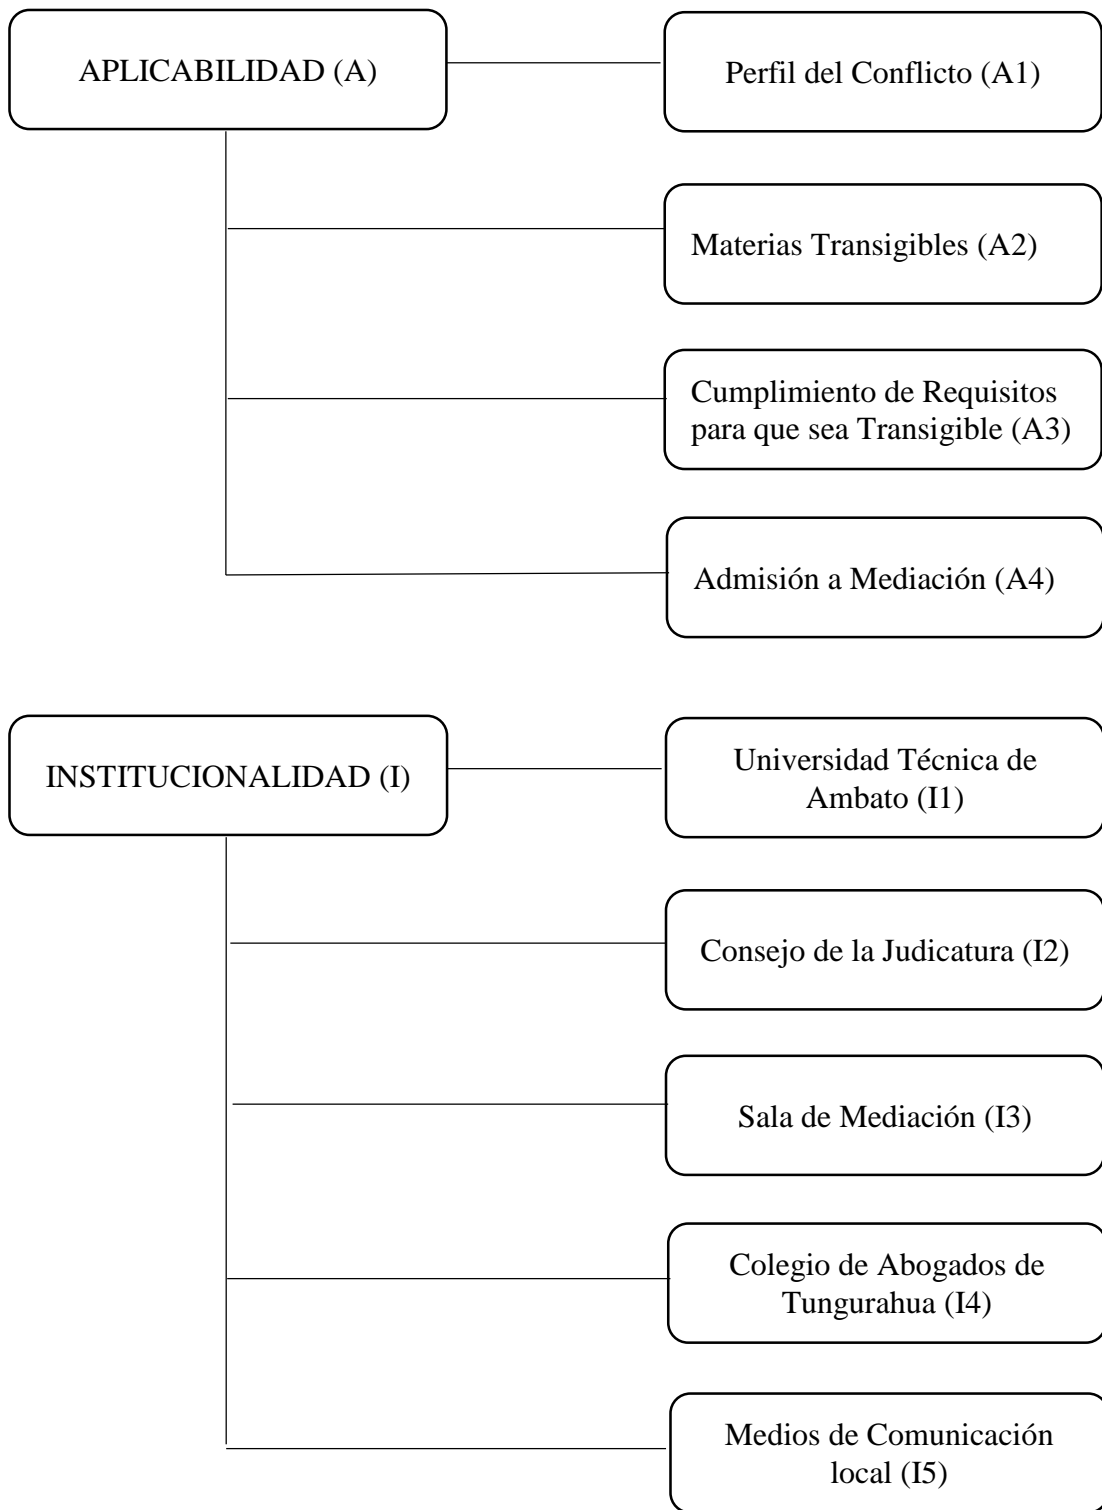 APLICABILIDAD (A)
Perfil del Conflicto (A1)
Materias Transigibles (A2)
Cumplimiento de Requisitos
para que sea Transigible (A3)
Admisión a Mediación (A4)
INSTITUCIONALIDAD (I)
Universidad Técnica de
Ambato (I1)
Consejo de la Judicatura (I2)
Sala de Mediación (I3)
Colegio de Abogados de
Tungurahua (I4)
Medios de Comunicación
local (I5)